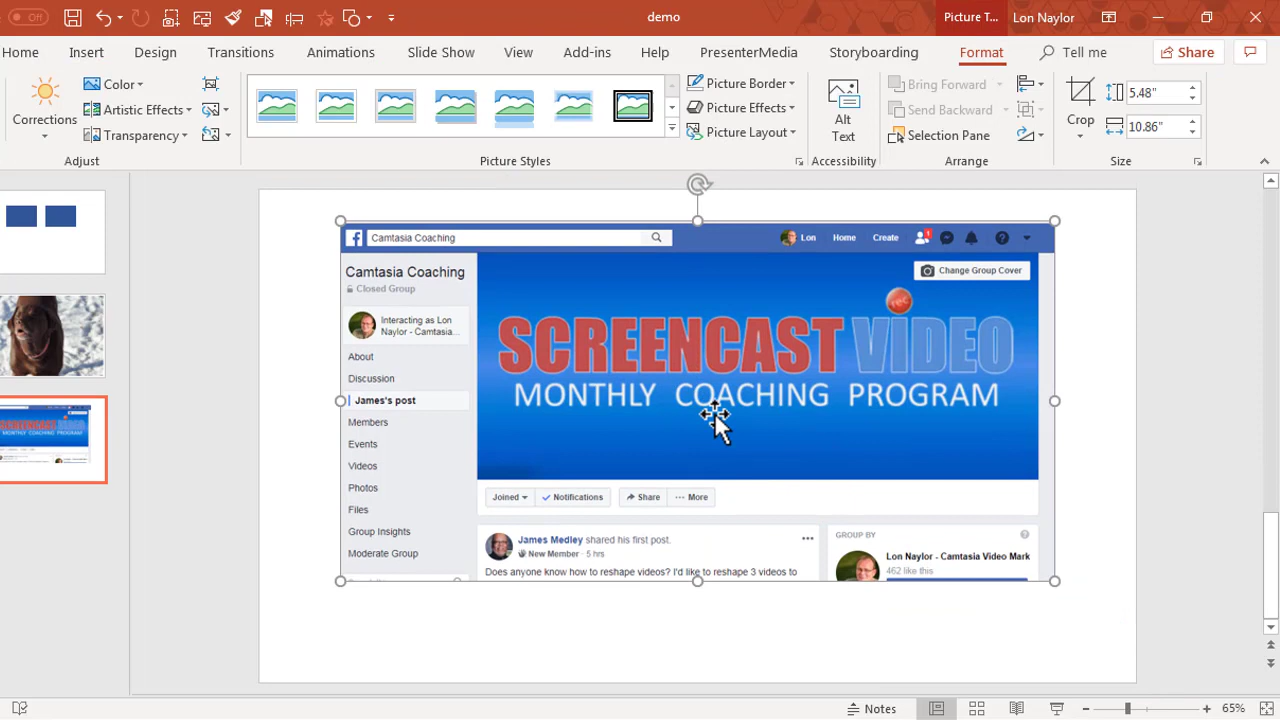 Off
demo
Picture T...
Lon Naylor
Home
Insert
Design
Transitions
Animations
Slide Show
View
Add-ins
Help
PresenterMedia
Storyboarding
Format
Tell me
Share
Corrections
Color
Artistic Effects
Transparency
Adjust
Picture Styles
Picture Border
Picture Effects
Picture Layout
Alt
Text
Accessibility
Bring Forward
Send Backward
Selection Pane
Arrange
Crop
5.48"
10.86"
Size
Camtasia Coaching
Lon
Home
Create
1
Camtasia Coaching
Closed Group
Interacting as Lon
Naylor - Camtasia...
About
Discussion
James's post
Members
Events
Videos
Photos
Files
Group Insights
Moderate Group
Change Group Cover
SCREENCAST VIDEO
MONTHLY COACHING PROGRAM
Joined
Notifications
Share
More
James Medley shared his first post.
New Member · 5 hrs
Does anyone know how to reshape videos? I'd like to reshape 3 videos to
GROUP BY
Lon Naylor - Camtasia Video Mark
462 like this
Notes
65%